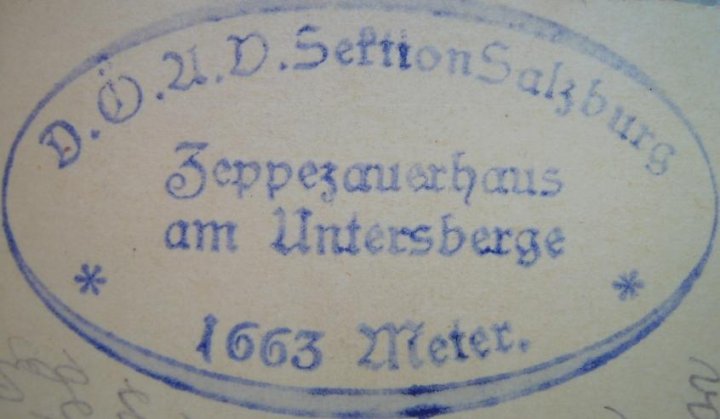 D.Ö.A.V. Sektion Salzburg
Zeppezauerhaus
am Untersberge
* *
1663 Meter.